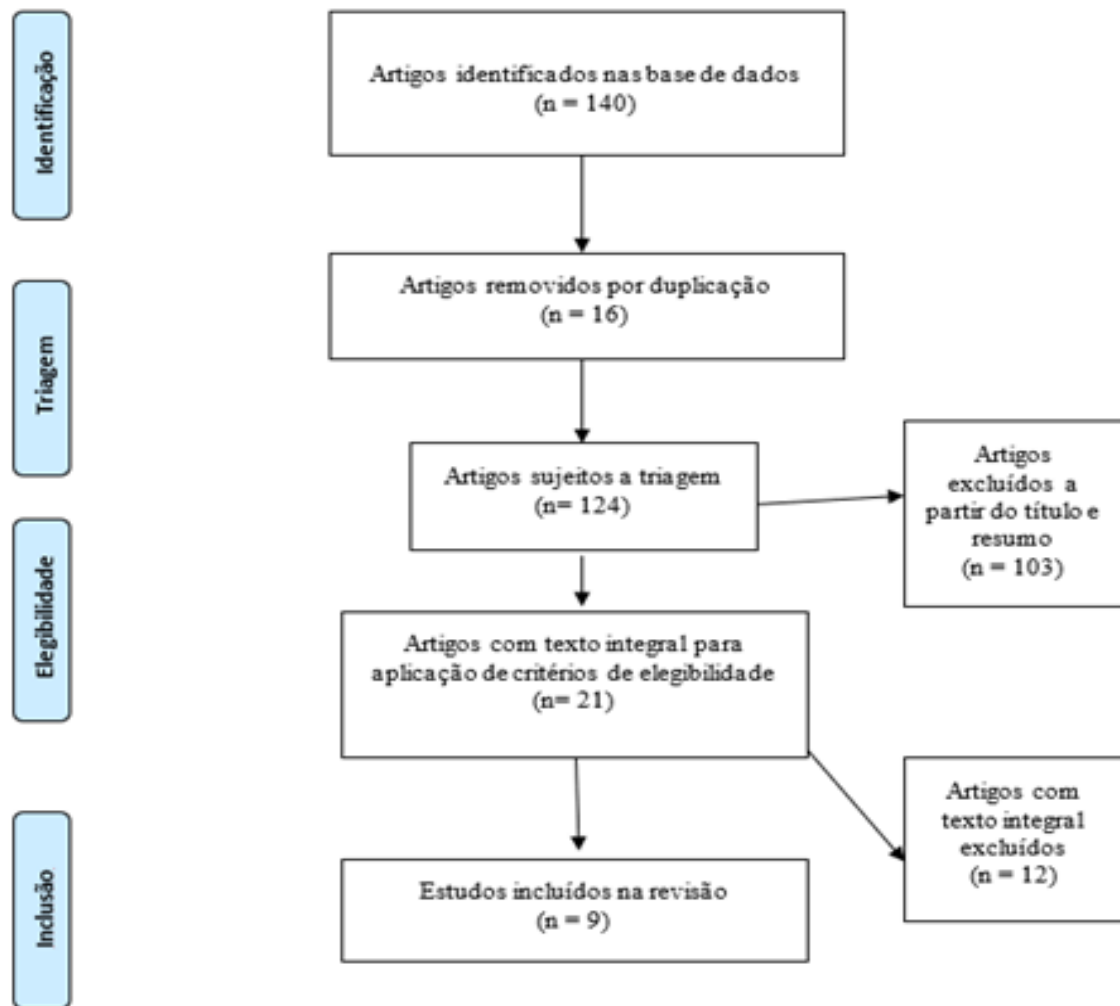 Identificação
Artigos identificados nas base de dados
(n = 140)
Triagem
Artigos removidos por duplicação
(n = 16)
Artigos sujeitos a triagem
(n= 124)
Artigos
excluídos a
partir do título e
resumo
(n = 103)
Elegibilidade
Artigos com texto integral para
aplicação de critérios de elegibilidade
(n= 21)
Artigos com
texto integral
excluídos
(n = 12)
Inclusão
Estudos incluídos na revisão
(n = 9)